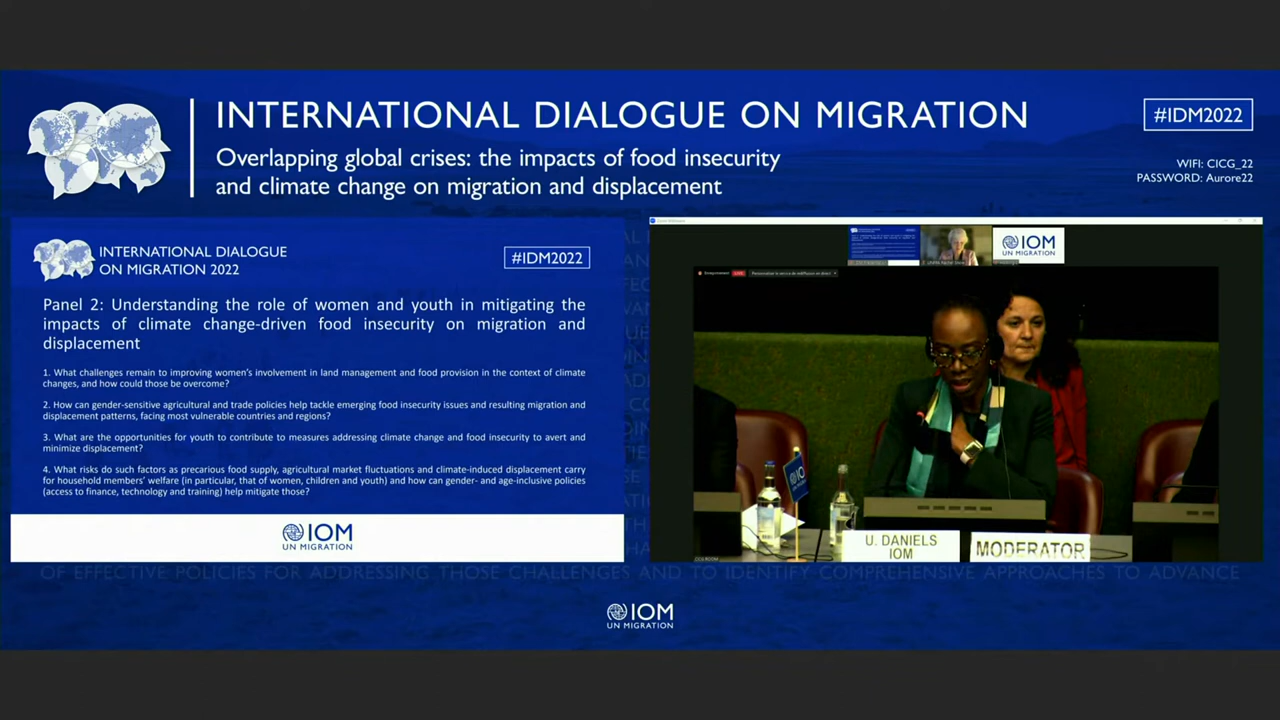 INTERNATIONAL DIALOGUE ON MIGRATION
Overlapping global crises: the impacts of food insecurity
and climate change on migration and displacement
#IDM2022
WIFI: CICG_22
PASSWORD: Aurore22
INTERNATIONAL DIALOGUE
ON MIGRATION 2022
#IDM2022
Panel 2: Understanding the role of women and youth in mitigating the
impacts of climate change-driven food insecurity on migration and
displacement
1. What challenges remain to improving women's involvement in land management and food provision in the context of climate
changes, and how could those be overcome?
2. How can gender-sensitive agricultural and trade policies help tackle emerging food insecurity issues and resulting migration and
displacement patterns, facing most vulnerable countries and regions?
3. What are the opportunities for youth to contribute to measures addressing climate change and food insecurity to avert and
minimize displacement?
4. What risks do such factors as precarious food supply, agricultural market fluctuations and climate-induced displacement carry
for household members' welfare (in particular, that of women, children and youth) and how can gender- and age-inclusive policies
(access to finance, technology and training) help mitigate those?
IOM
UN MIGRATION
IOM
UN MIGRATION
U. DANIELS
IOM
MODERATOR
OF EFFECTIVE POLICIES FOR ADDRESSING THOSE CHALLENGES AND TO IDENTIFY COMPREHENSIVE APPROACHES TO ADVANCE
IOM
UN MIGRATION